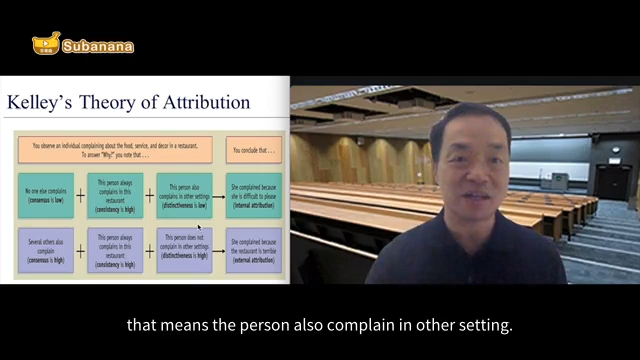 Subanana
Kelley's Theory of Attribution
You observe an individual complaining about the food, service, and decor in a restaurant.
To answer "Why?" you note that . . .
You conclude that . . .
No one else complains
(consensus is low)
+
This person always
complains in this
restaurant
(consistency is high)
+
This person also
complains in other settings
(distinctiveness is low)
She complained because
she is difficult to please
(internal attribution)
Several others also
complain
(consensus is high)
+
This person always
complains in this
restaurant
(consistency is high)
+
This person does not
complain in other settings
(distinctiveness is high)
She complained because
the restaurant is terrible
(external attribution)
that means the person also complain in other setting.